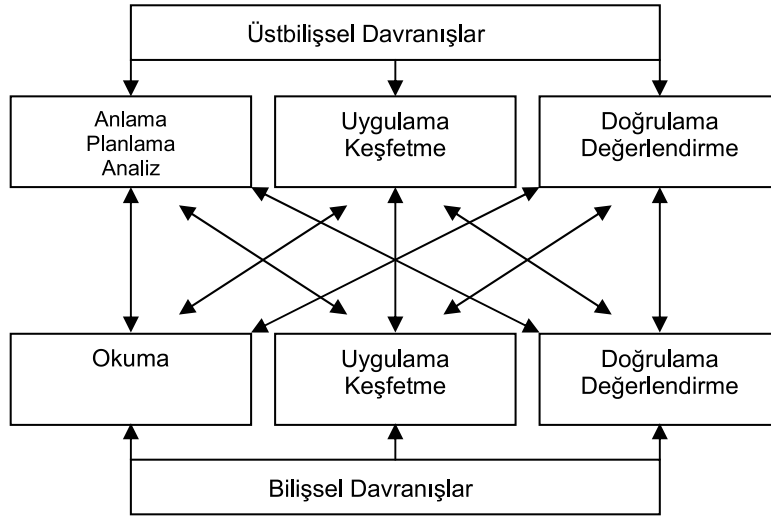 Üstbilişsel Davranışlar
Anlama
Planlama
Analiz
Uygulama
Keşfetme
Doğrulama
Değerlendirme
Okuma
Uygulama
Keşfetme
Doğrulama
Değerlendirme
Bilişsel Davranışlar